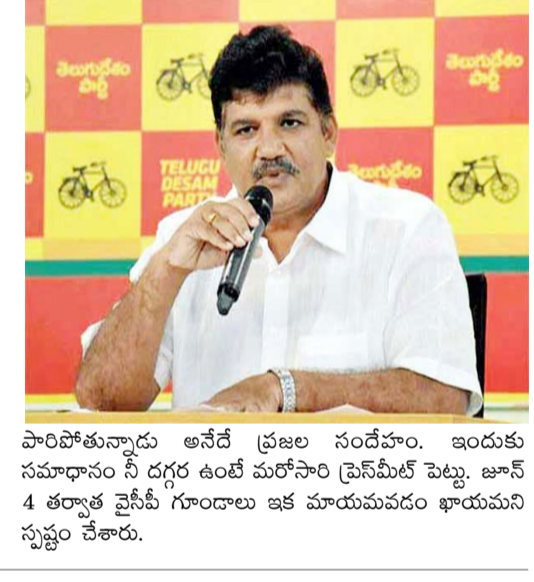 తెలుగుదేశం
పార్టీ
తెలుగుదేశం
పార్టీ
TELUGU
DESAM
PARTY
తెలుగుదేశం
పారిపోతున్నాడు అనేదే ప్రజల సందేహం. ఇందుకు
సమాధానం నీ దగ్గర ఉంటే మరోసారి ప్రెస్‌మీట్ పెట్టు. జూన్
4 తర్వాత వైసీపీ గూండాలు ఇక మాయమవడం ఖాయమని
స్పష్టం చేశారు.